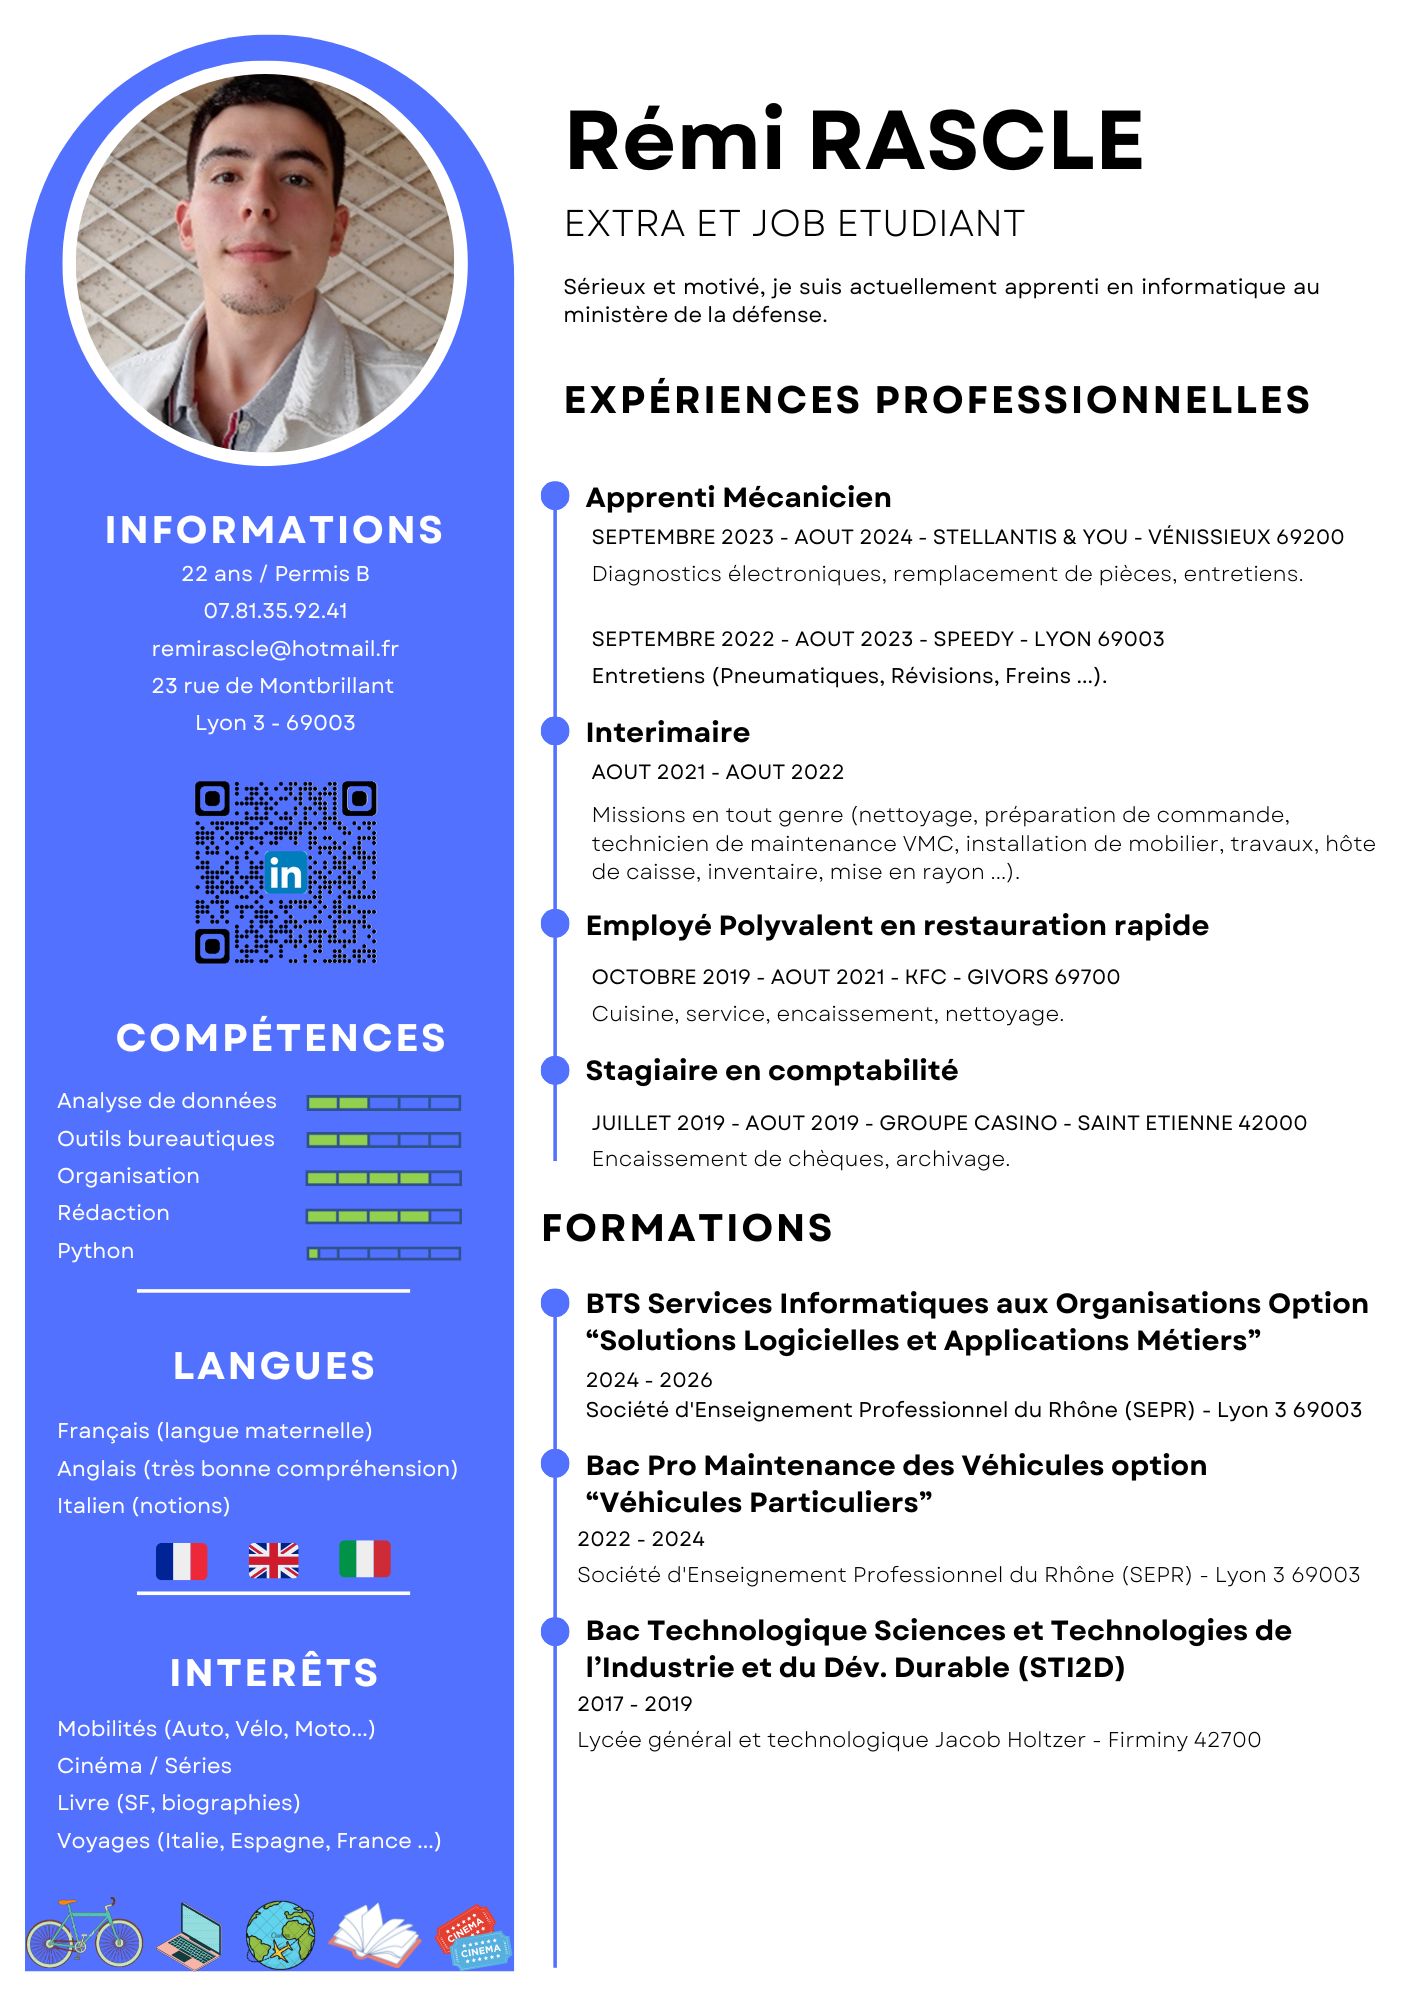 Rémi RASCLE
EXTRA ET JOB ETUDIANT
Sérieux et motivé, je suis actuellement apprenti en informatique au
ministère de la défense.
INFORMATIONS
22 ans / Permis B
07.81.35.92.41
remirascle@hotmail.fr
23 rue de Montbrillant
Lyon 3 - 69003
in
COMPÉTENCES
Analyse de données
Outils bureautiques
Organisation
Rédaction
Python
LANGUES
Français (langue maternelle)
Anglais (très bonne compréhension)
Italien (notions)
INTERÊTS
Mobilités (Auto, Vélo, Moto...)
Cinéma / Séries
Livre (SF, biographies)
Voyages (Italie, Espagne, France ...)
CINEMA
CINEMA
EXPÉRIENCES PROFESSIONNELLES
Apprenti Mécanicien
SEPTEMBRE 2023 - AOUT 2024 - STELLANTIS & YOU - VÉNISSIEUX 69200
Diagnostics électroniques, remplacement de pièces, entretiens.
SEPTEMBRE 2022 - AOUT 2023 - SPEEDY - LYON 69003
Entretiens (Pneumatiques, Révisions, Freins ...).
Interimaire
AOUT 2021 - AOUT 2022
Missions en tout genre (nettoyage, préparation de commande,
technicien de maintenance VMC, installation de mobilier, travaux, hôte
de caisse, inventaire, mise en rayon ...).
Employé Polyvalent en restauration rapide
OCTOBRE 2019 - AOUT 2021 - KFC - GIVORS 69700
Cuisine, service, encaissement, nettoyage.
Stagiaire en comptabilité
JUILLET 2019 - AOUT 2019 - GROUPE CASINO - SAINT ETIENNE 42000
Encaissement de chèques, archivage.
FORMATIONS
BTS Services Informatiques aux Organisations Option
“Solutions Logicielles et Applications Métiers”
2024 - 2026
Société d'Enseignement Professionnel du Rhône (SEPR) - Lyon 3 69003
Bac Pro Maintenance des Véhicules option
“Véhicules Particuliers”
2022 - 2024
Société d'Enseignement Professionnel du Rhône (SEPR) - Lyon 3 69003
Bac Technologique Sciences et Technologies de
l’Industrie et du Dév. Durable (STI2D)
2017 - 2019
Lycée général et technologique Jacob Holtzer - Firminy 42700